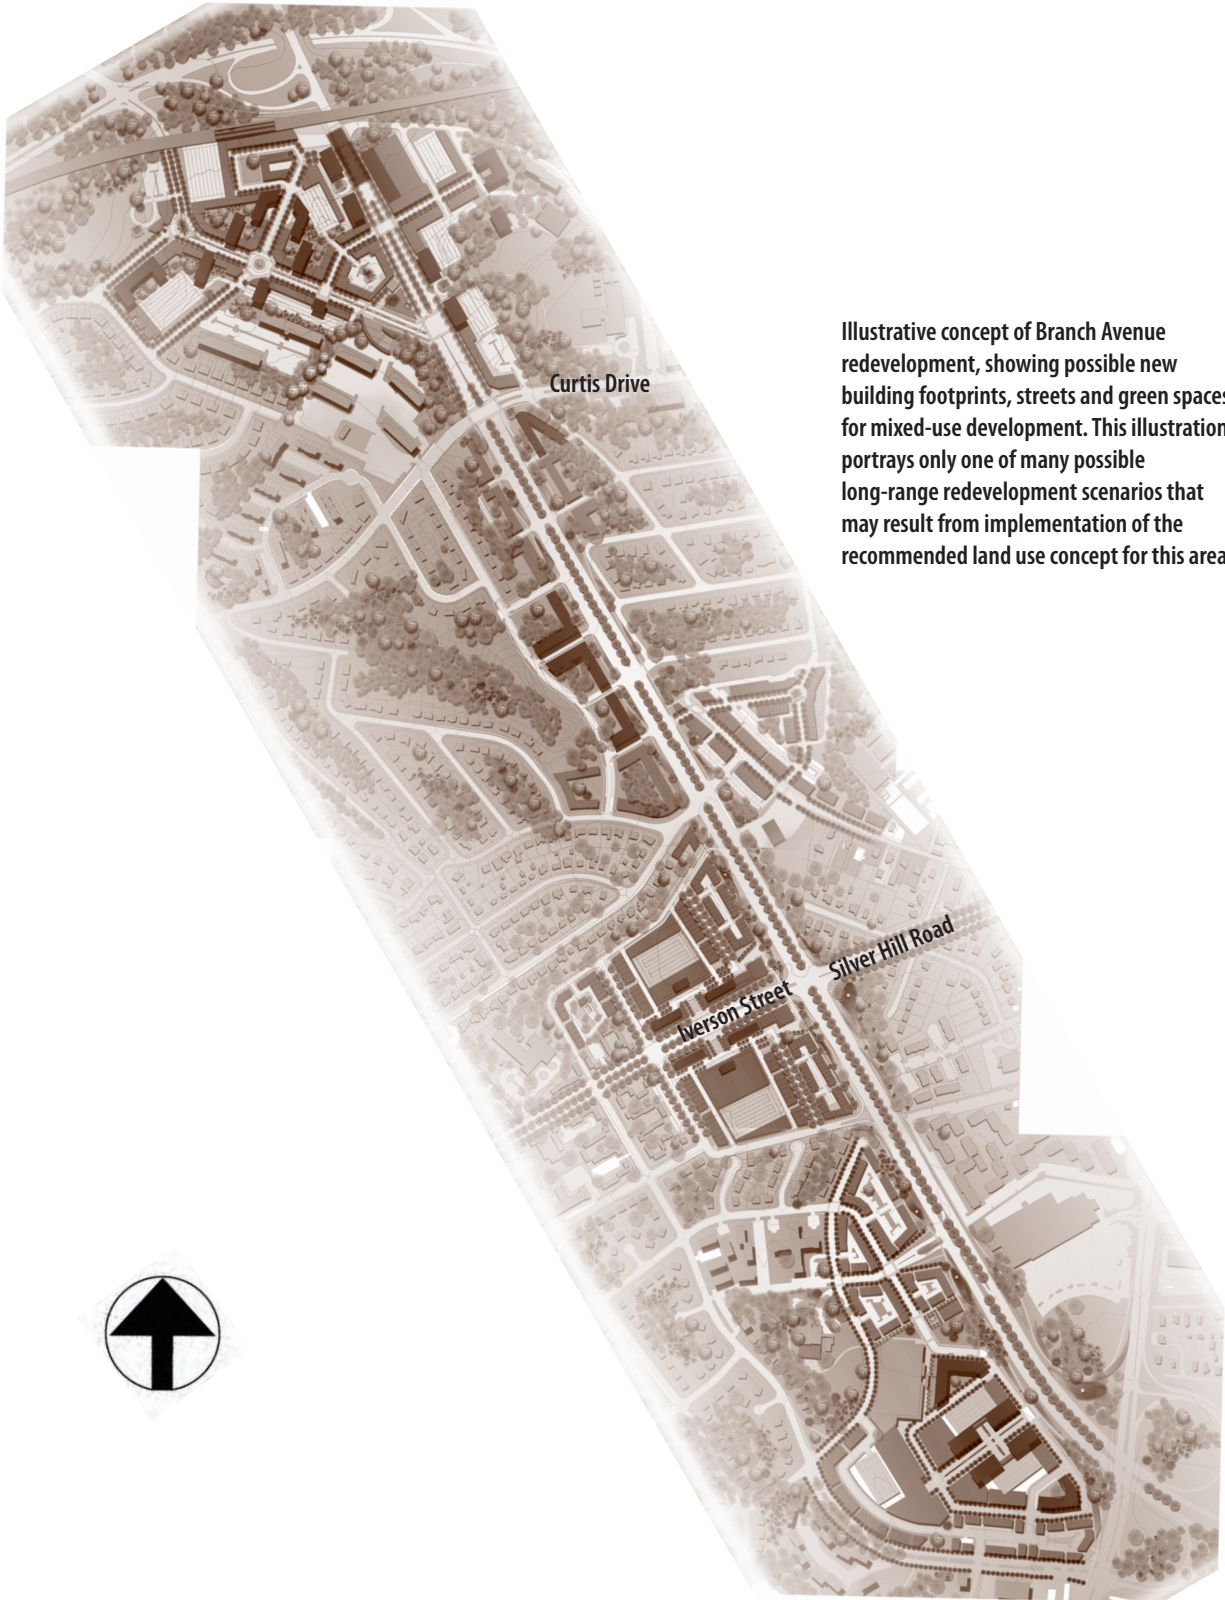 Illustrative concept of Branch Avenue
redevelopment, showing possible new
building footprints, streets and green spaces
for mixed-use development. This illustration
portrays only one of many possible
long-range redevelopment scenarios that
may result from implementation of the
recommended land use concept for this area
Curtis Drive
Silver Hill Road
Iverson Street